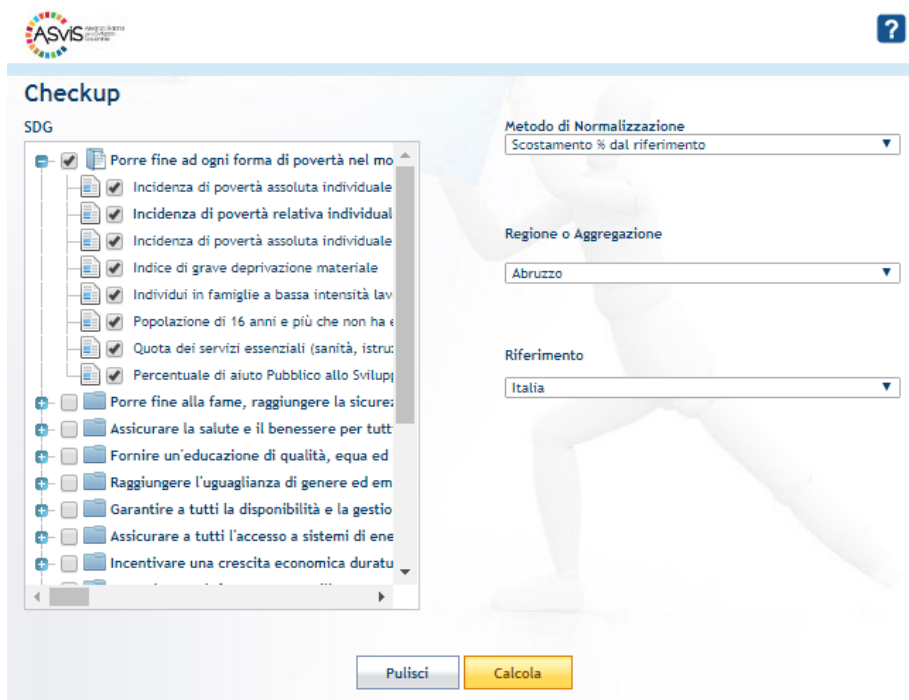 ASviS
?
Checkup
SDG
Porre fine ad ogni forma di povertà nel mo
Incidenza di povertà assoluta individuale
Incidenza di povertà relativa individual
Incidenza di povertà assoluta individuale
Indice di grave deprivazione materiale
Individui in famiglie a bassa intensità lav
Popolazione di 16 anni e più che non ha e
Quota dei servizi essenziali (sanità, istruz
Percentuale di aiuto Pubblico allo Svilupp
Porre fine alla fame, raggiungere la sicurez
Assicurare la salute e il benessere per tutt
Fornire un'educazione di qualità, equa ed
Raggiungere l'uguaglianza di genere ed em
Garantire a tutti la disponibilità e la gestio
Assicurare a tutti l'accesso a sistemi di ene
Incentivare una crescita economica duratu
Metodo di Normalizzazione
Scostamento % dal riferimento
Regione o Aggregazione
Abruzzo
Riferimento
Italia
Pulisci
Calcola